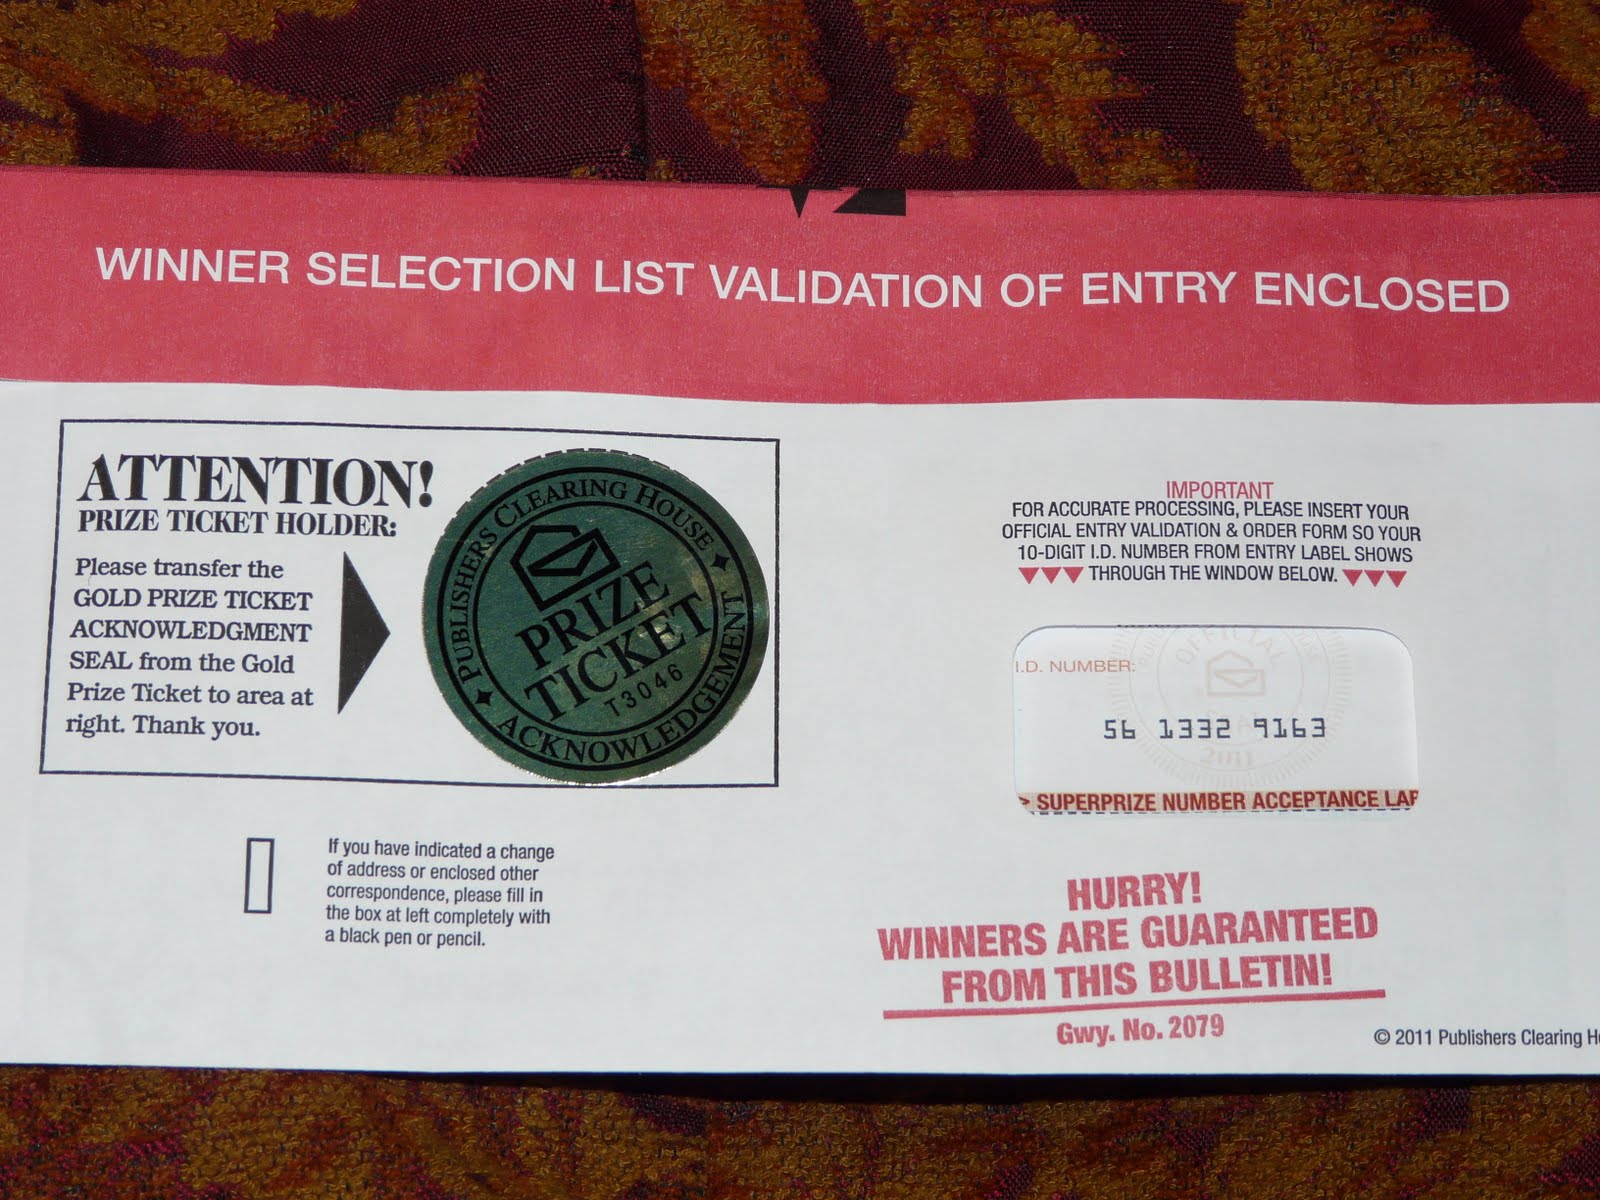 WINNER SELECTION LIST VALIDATION OF ENTRY ENCLOSED
ATTENTION!
PRIZE TICKET HOLDER:
Please transfer the
GOLD PRIZE TICKET
ACKNOWLEDGMENT
SEAL from the Gold
Prize Ticket to area at
right. Thank you.
PUBLISHERS CLEARING HOUSE
PRIZE
TICKET
T3046
ACKNOWLEDGEMENT
If you have indicated a change
of address or enclosed other
correspondence, please fill in
the box at left completely with
a black pen or pencil.
IMPORTANT
FOR ACCURATE PROCESSING, PLEASE INSERT YOUR
OFFICIAL ENTRY VALIDATION & ORDER FORM SO YOUR
10-DIGIT I.D. NUMBER FROM ENTRY LABEL SHOWS
THROUGH THE WINDOW BELOW.
OFFICIAL
I.D. NUMBER:
56 1332 9163
2011
> SUPERPRIZE NUMBER ACCEPTANCE
HURRY!
WINNERS ARE GUARANTEED
FROM THIS BULLETIN!
Gwy. No. 2079
© 2011 Publishers Clearing